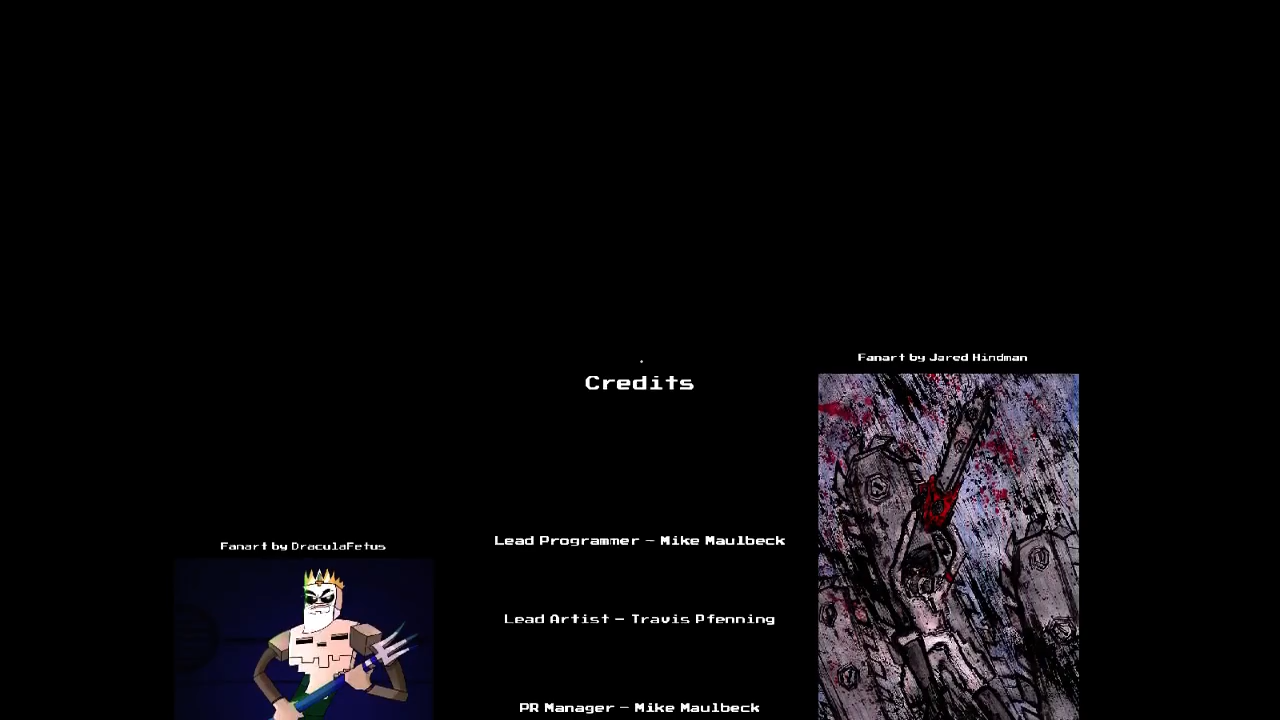 Fanart by Jared Hindman
Credits
Lead Programmer - Mike Maulbeck
Fanart by DraculaFetus
Lead Artist - Travis Pfenning
PR Manager - Mike Maulbeck